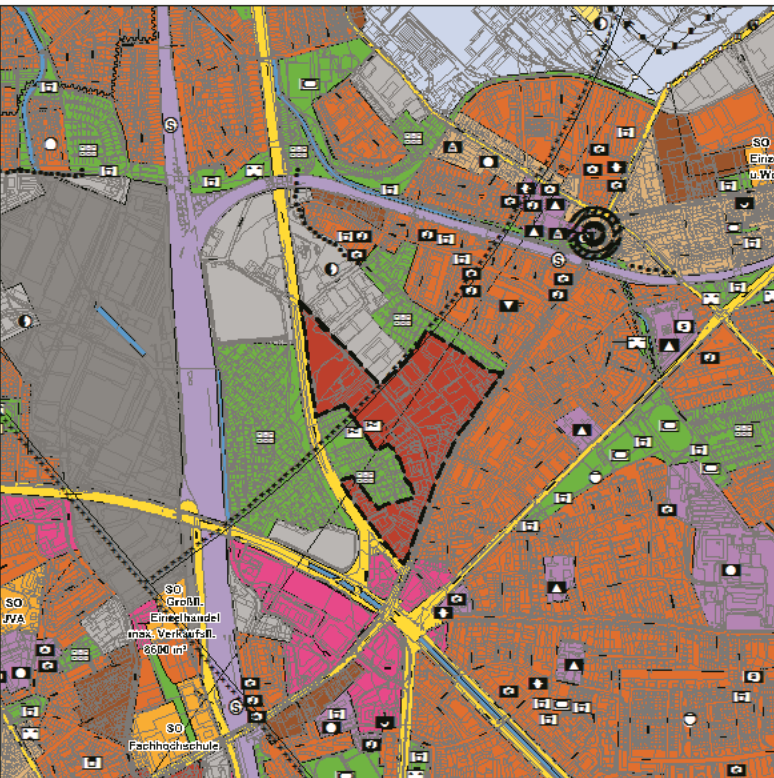 S
SO
Einz
u.W
S
SO
Großfl.
Einzelhandel
max. Verkaufsfl.
8600 m²
SO
JVA
S
SO
Fachhochschule